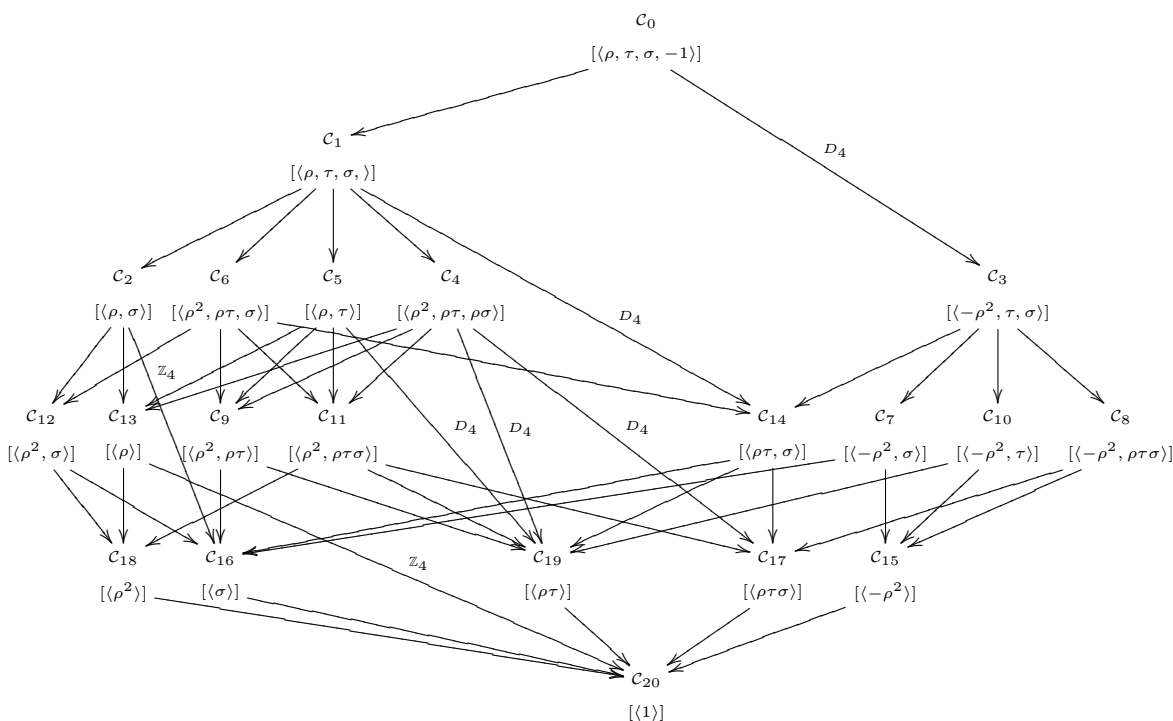 𝒞₀
[⟨ρ, τ, σ, −1⟩]
D₄
𝒞₁
[⟨ρ, τ, σ, ⟩]
𝒞₂ 𝒞₆ 𝒞₅ 𝒞₄ 𝒞₃
[⟨ρ, σ⟩] [⟨ρ², ρτ, σ⟩] [⟨ρ, τ⟩] [⟨ρ², ρτ, ρσ⟩] [⟨−ρ², τ, σ⟩]
D₄
ℤ₄
𝒞₁₂ 𝒞₁₃ 𝒞₉ 𝒞₁₁ 𝒞₁₄ 𝒞₇ 𝒞₁₀ 𝒞₈
D₄ D₄ D₄
[⟨ρ², σ⟩] [⟨ρ⟩] [⟨ρ², ρτ⟩] [⟨ρ², ρτσ⟩] [⟨ρτ, σ⟩] [⟨−ρ², σ⟩] [⟨−ρ², τ⟩] [⟨−ρ², ρτσ⟩]
𝒞₁₈ 𝒞₁₆ ℤ₄ 𝒞₁₉ 𝒞₁₇ 𝒞₁₅
[⟨ρ²⟩] [⟨σ⟩] [⟨ρτ⟩] [⟨ρτσ⟩] [⟨−ρ²⟩]
𝒞₂₀
[⟨1⟩]